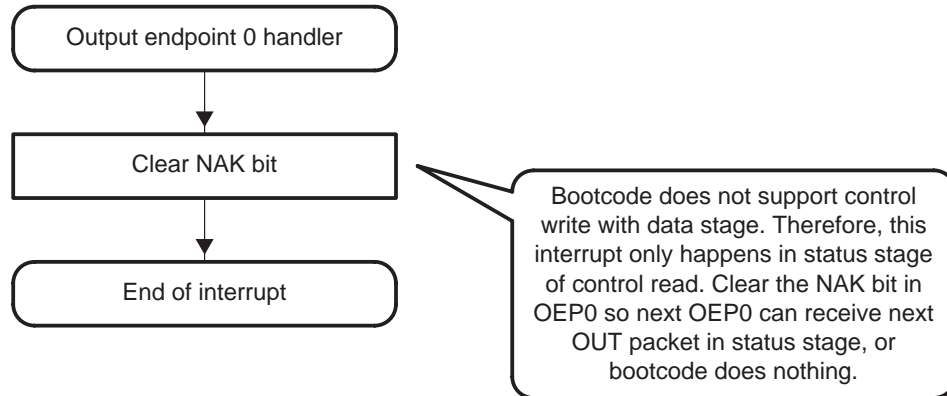 Output endpoint 0 handler
Clear NAK bit
Bootcode does not support control
write with data stage. Therefore, this
interrupt only happens in status stage
of control read. Clear the NAK bit in
OEP0 so next OEP0 can receive next
OUT packet in status stage, or
bootcode does nothing.
End of interrupt